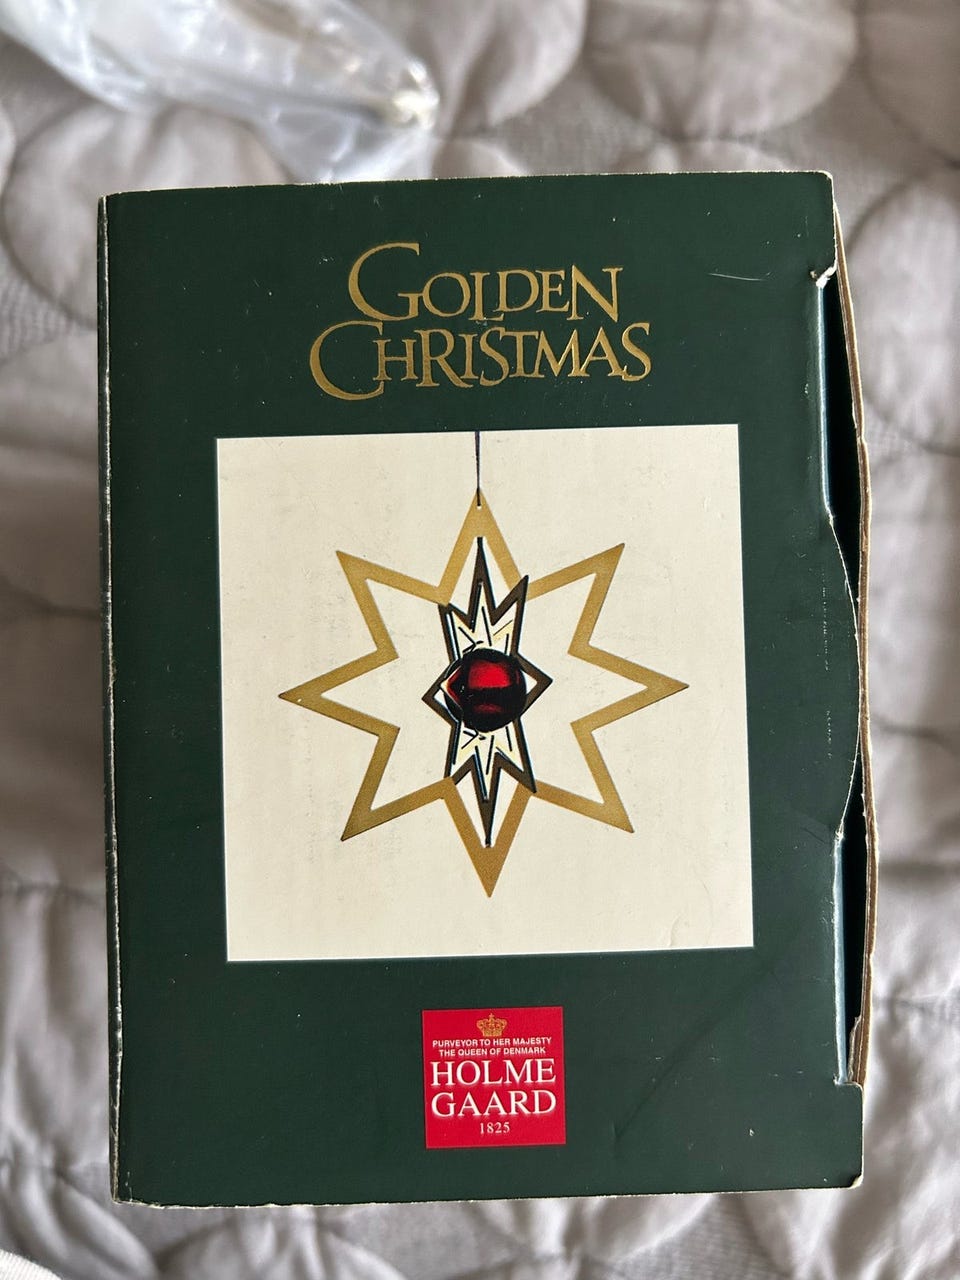 GOLDEN
CHRISTMAS
PURVEYOR TO HER MAJESTY
THE QUEEN OF DENMARK
HOLME
GAARD
1825